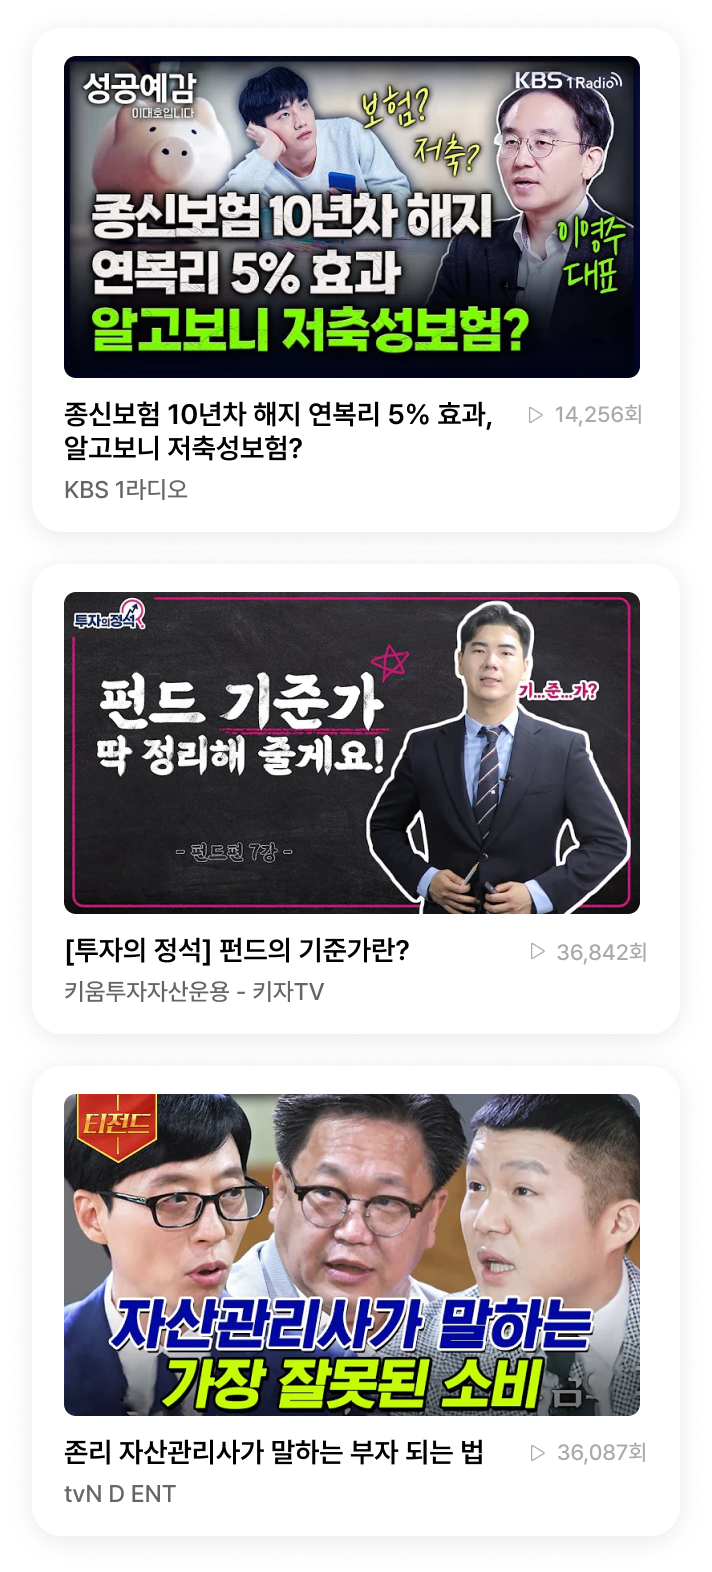 성공예감
이대호입니다
보험?
저축?
KBS 1Radio
종신보험 10년차 해지
연복리 5% 효과
알고보니 저축성보험?
이영주
대표
종신보험 10년차 해지 연복리 5% 효과,
알고보니 저축성보험?
14,256회
KBS 1라디오
투자의정석
펀드 기준가
딱 정리해 줄게요!
기...준...가?
- 펀드편 7강 -
[투자의 정석] 펀드의 기준가란?
36,842회
키움투자자산운용 - 키자TV
티전드
자산관리사가 말하는
가장 잘못된 소비
존리 자산관리사가 말하는 부자 되는 법
36,087회
tvN D ENT